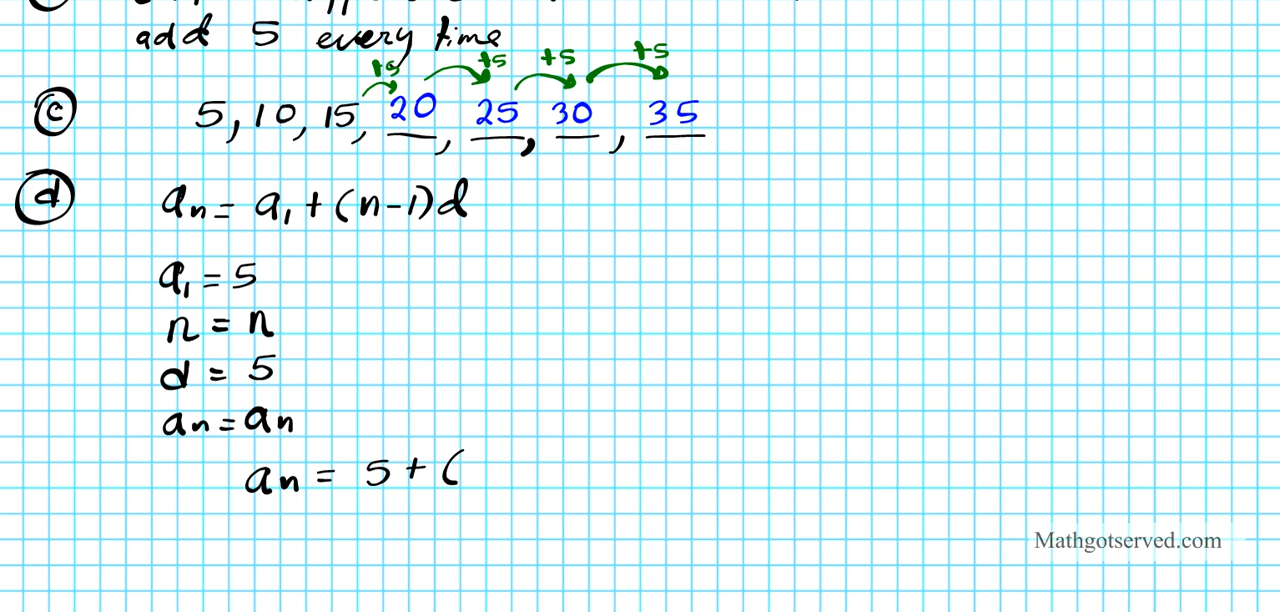 add 5 every time
+5 +5 +5 +5
ⓒ 5, 10, 15, 20, 25, 30, 35
ⓓ aₙ = a₁ + (n-1)d
a₁ = 5
n = n
d = 5
aₙ = aₙ
aₙ = 5 + (
Mathgotserved.com